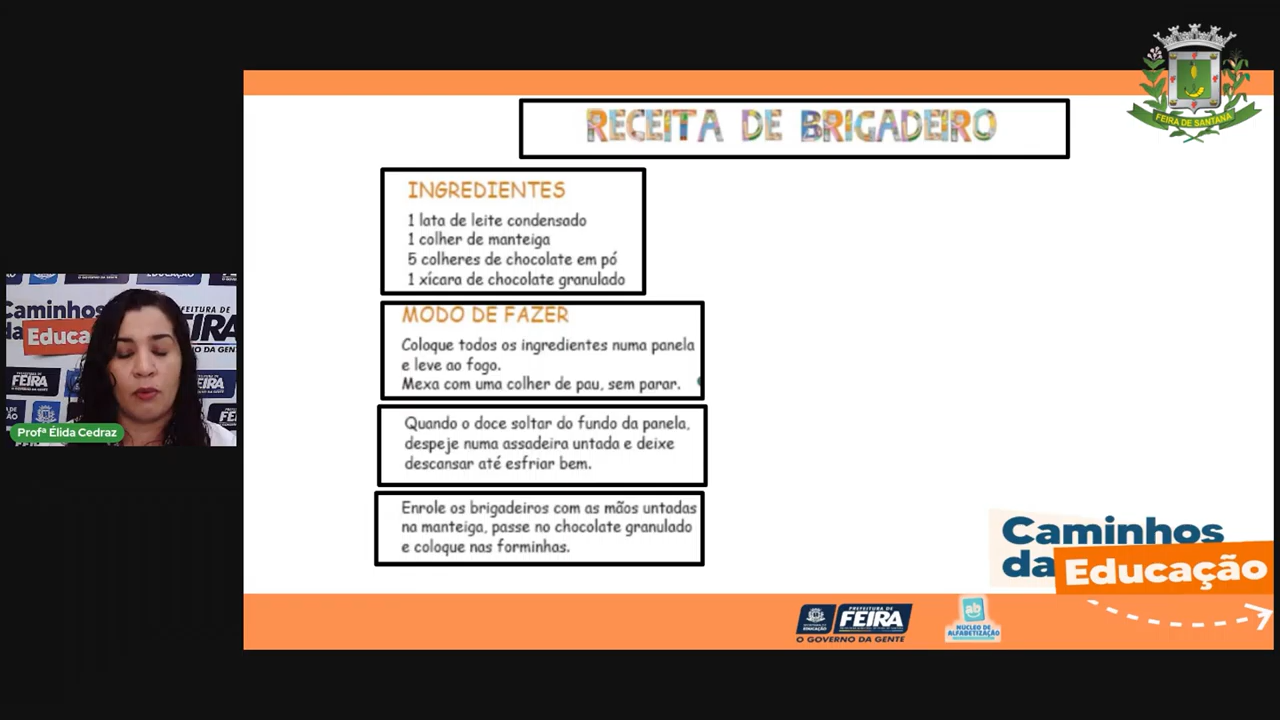 FEIRA DE SANTANA
RECEITA DE BRIGADEIRO
INGREDIENTES
1 lata de leite condensado
1 colher de manteiga
5 colheres de chocolate em pó
1 xícara de chocolate granulado
MODO DE FAZER
Coloque todos os ingredientes numa panela
e leve ao fogo.
Mexa com uma colher de pau, sem parar.
Quando o doce soltar do fundo da panela,
despeje numa assadeira untada e deixe
descansar até esfriar bem.
Enrole os brigadeiros com as mãos untadas
na manteiga, passe no chocolate granulado
e coloque nas forminhas.
Caminhos
da Educa
FEIRA
Profª Élida Cedraz
Caminhos
da Educação
EDUCAÇÃO
PREFEITURA DE
FEIRA
O GOVERNO DA GENTE
ab
NÚCLEO DE
ALFABETIZAÇÃO